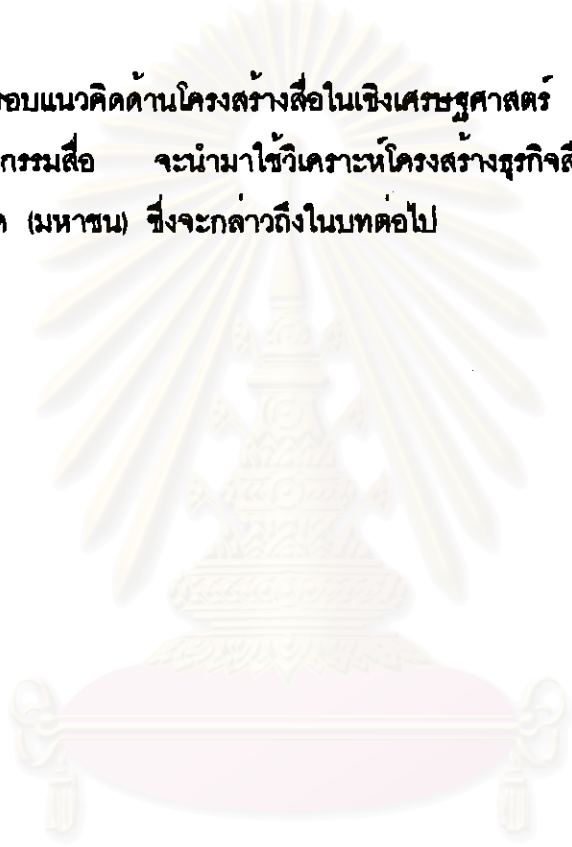 อบแนวคิดด้านโครงสร้างสื่อในเชิงเศรษฐศาสตร์
กรรมสื่อ จะนำมาใช้วิเคราะห์โครงสร้างธุรกิจสื
(มหาชน) ซึ่งจะกล่าวถึงในบทต่อไป